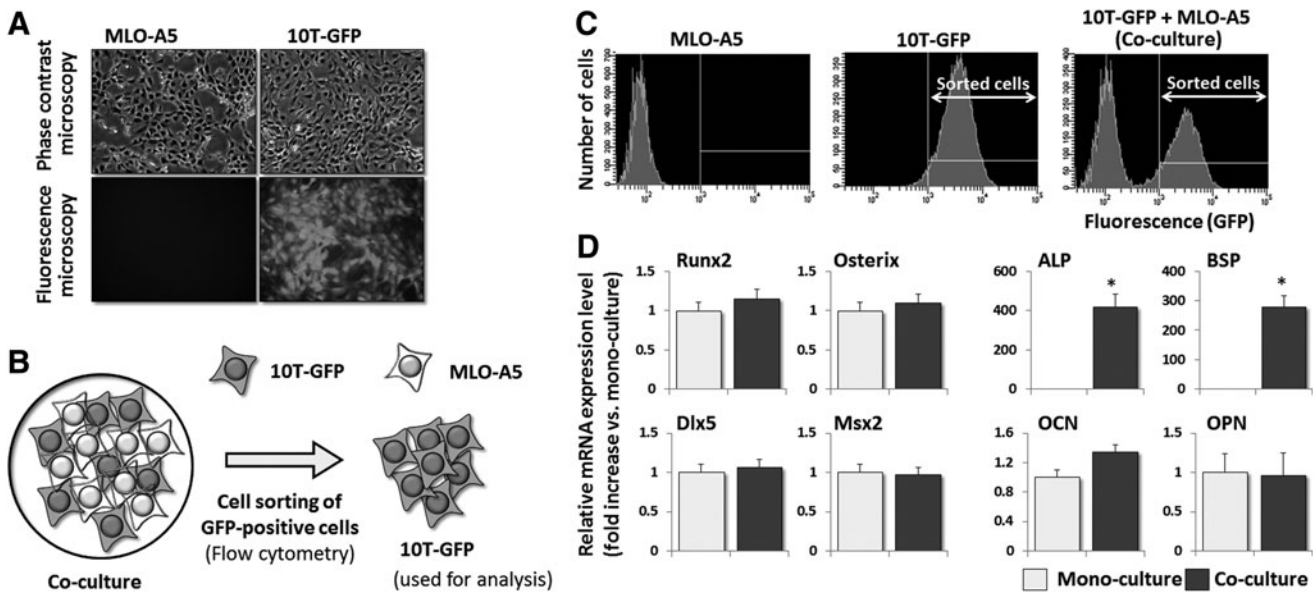 A
MLO-A5
10T-GFP
Phase contrast
microscopy
Fluorescence
microscopy
B
10T-GFP
MLO-A5
Cell sorting of
GFP-positive cells
(Flow cytometry)
Co-culture
10T-GFP
(used for analysis)
C
MLO-A5
10T-GFP
10T-GFP + MLO-A5
(Co-culture)
Number of cells
Sorted cells
Sorted cells
Fluorescence (GFP)
D
Relative mRNA expression level
(fold increase vs. mono-culture)
Runx2
1.5
1
0.5
0
Osterix
1.5
1
0.5
0
ALP
600
400
200
0
*
BSP
400
300
200
100
0
*
Dlx5
1.5
1
0.5
0
Msx2
1.5
1
0.5
0
OCN
1.6
1.2
0.8
0.4
0
OPN
1.5
1
0.5
0
Mono-culture
Co-culture